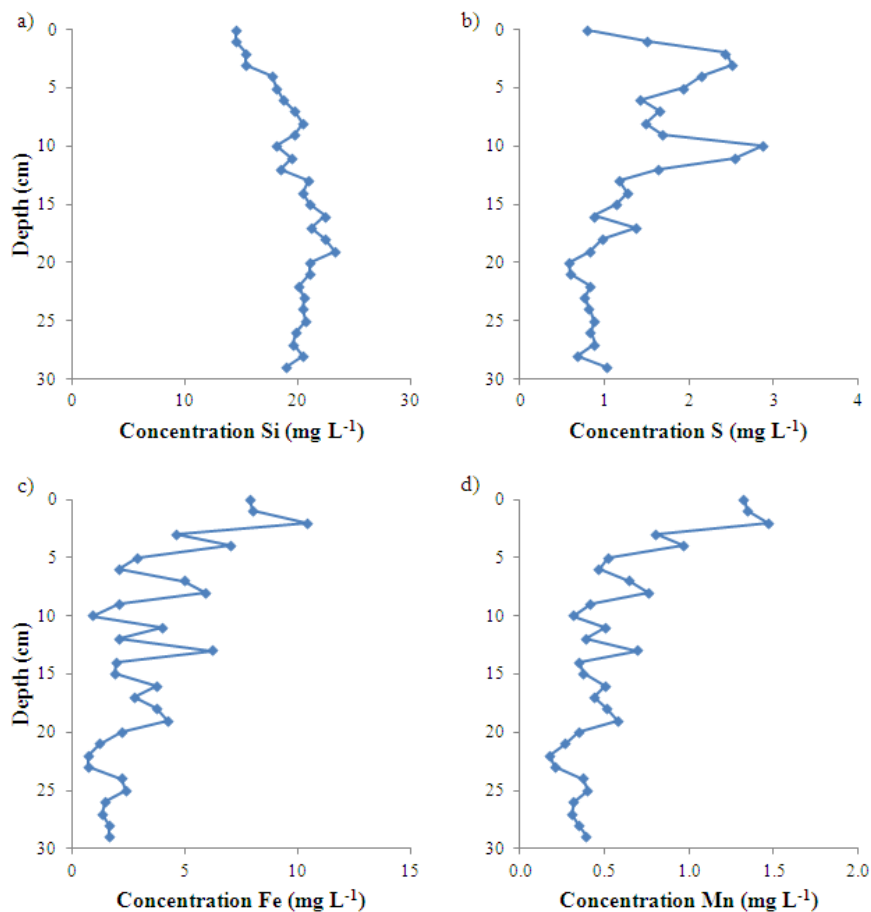 a)
0
5
10
15
20
25
30
Depth (cm)
0 10 20 30
Concentration Si (mg L⁻¹)
b)
0
5
10
15
20
25
30
0 1 2 3 4
Concentration S (mg L⁻¹)
c)
0
5
10
15
20
25
30
Depth (cm)
0 5 10 15
Concentration Fe (mg L⁻¹)
d)
0
5
10
15
20
25
30
0.0 0.5 1.0 1.5 2.0
Concentration Mn (mg L⁻¹)